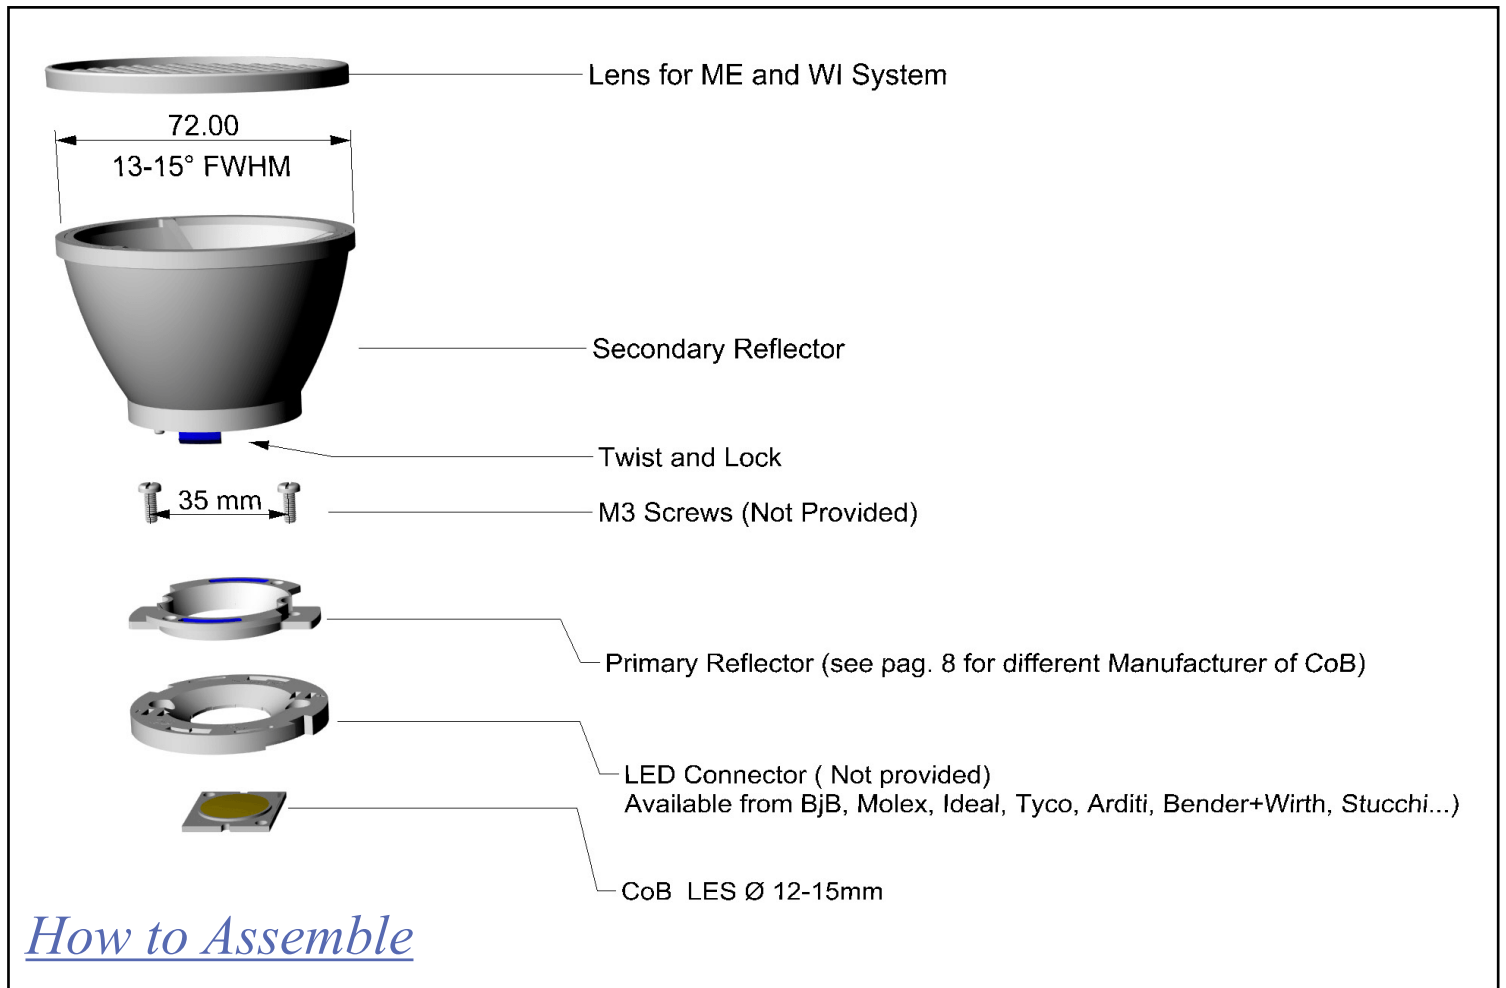 Lens for ME and WI System
72.00
13-15° FWHM
Secondary Reflector
Twist and Lock
35 mm
M3 Screws (Not Provided)
Primary Reflector (see pag. 8 for different Manufacturer of CoB)
LED Connector ( Not provided)
Available from BjB, Molex, Ideal, Tyco, Arditi, Bender+Wirth, Stucchi...)
CoB  LES Ø 12-15mm
How to Assemble